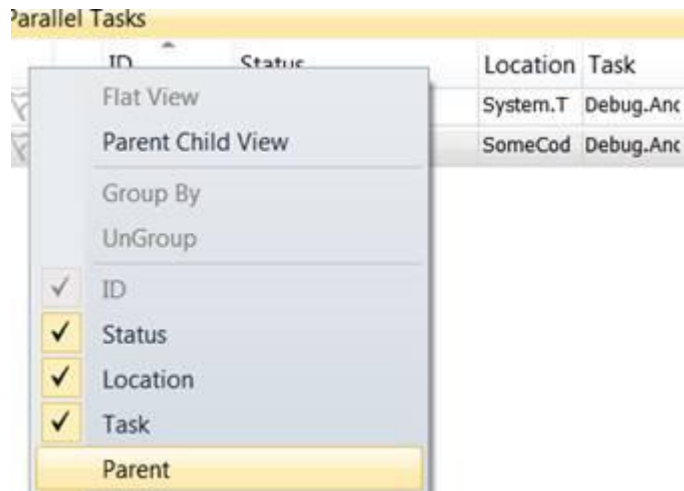 Parallel Tasks
ID Status Location Task
Flat View
System.T Debug.Anc
Parent Child View
SomeCod Debug.Anc
Group By
UnGroup
ID
Status
Location
Task
Parent